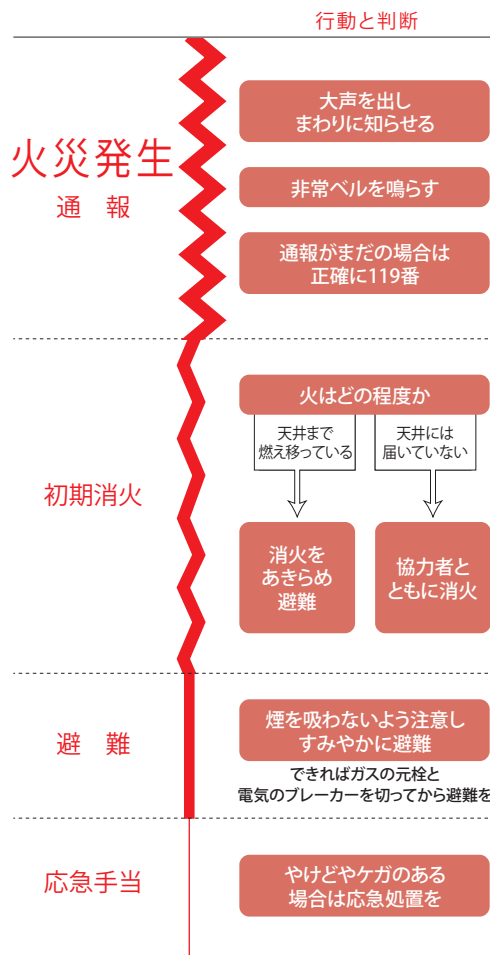 行動と判断
火災発生
通　報
大声を出し
まわりに知らせる
非常ベルを鳴らす
通報がまだの場合は
正確に119番
初期消火
火はどの程度か
天井まで
燃え移っている
天井には
届いていない
消火を
あきらめ
避難
協力者と
ともに消火
避　難
煙を吸わないよう注意し
すみやかに避難
できればガスの元栓と
電気のブレーカーを切ってから避難を
応急手当
やけどやケガのある
場合は応急処置を